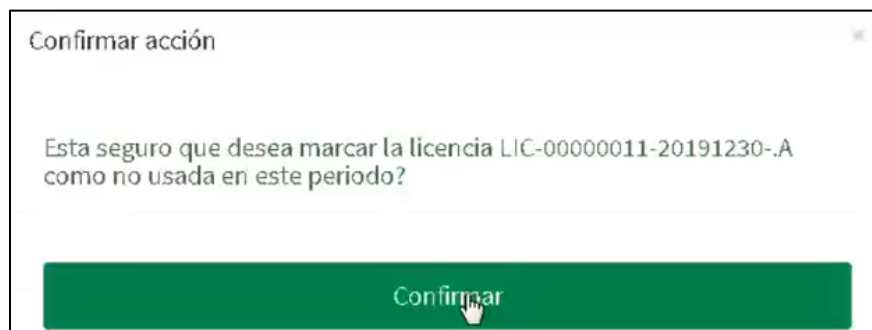 Confirmar acción
Esta seguro que desea marcar la licencia LIC-00000011-20191230-.A
como no usada en este periodo?
Confirmar